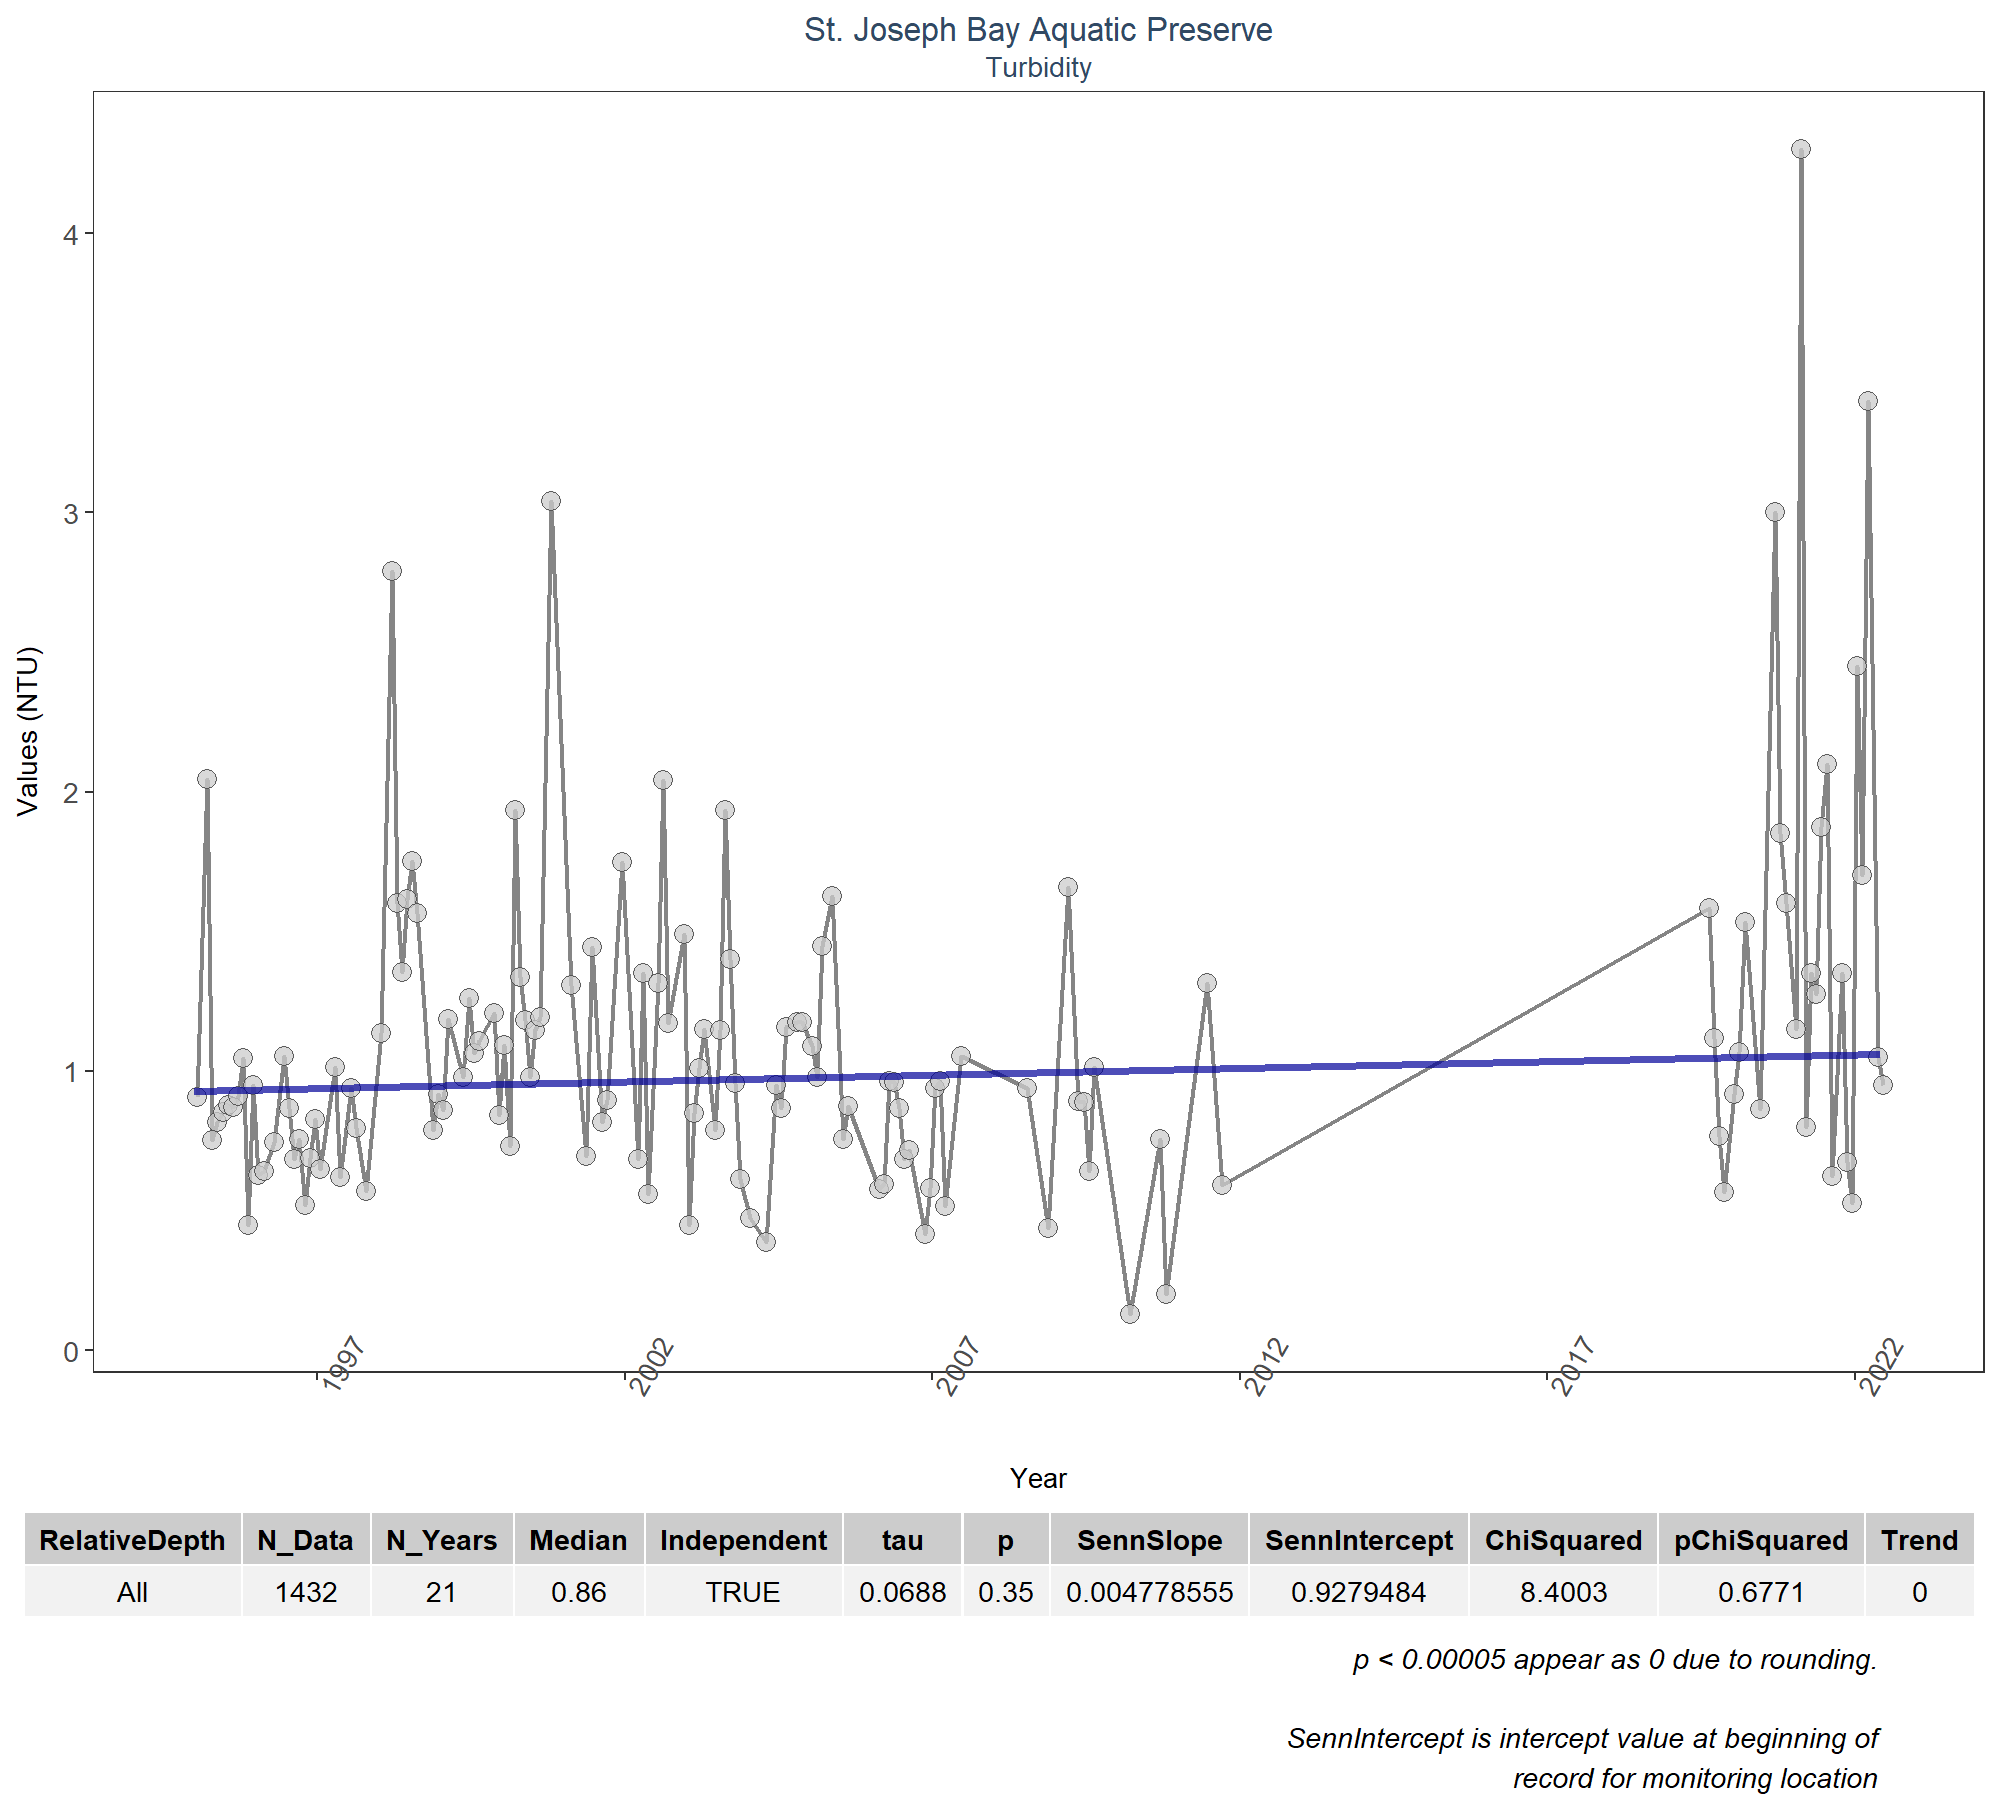 St. Joseph Bay Aquatic Preserve
Turbidity
Values (NTU)
4
3
2
1
0
1997 2002 2007 2012 2017 2022
Year
RelativeDepth N_Data N_Years Median Independent tau p SennSlope SennIntercept ChiSquared pChiSquared Trend
All 1432 21 0.86 TRUE 0.0688 0.35 0.004778555 0.9279484 8.4003 0.6771 0
p < 0.00005 appear as 0 due to rounding.
SennIntercept is intercept value at beginning of
record for monitoring location